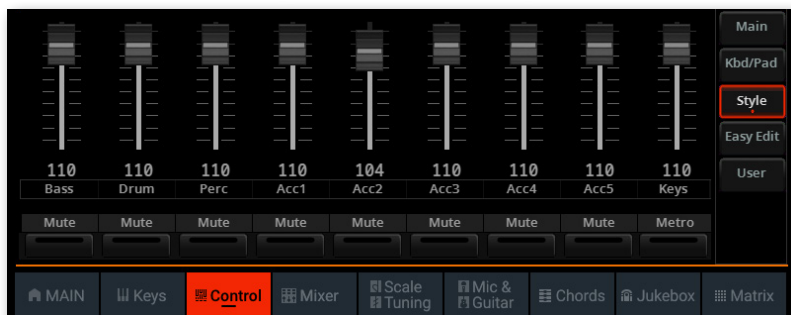 Main
Kbd/Pad
Style
Easy Edit
User
110 110 110 110 104 110 110 110 110
Bass Drum Perc Acc1 Acc2 Acc3 Acc4 Acc5 Keys
Mute Mute Mute Mute Mute Mute Mute Mute Metro
MAIN Keys Control Mixer Scale Tuning Mic & Guitar Chords Jukebox Matrix